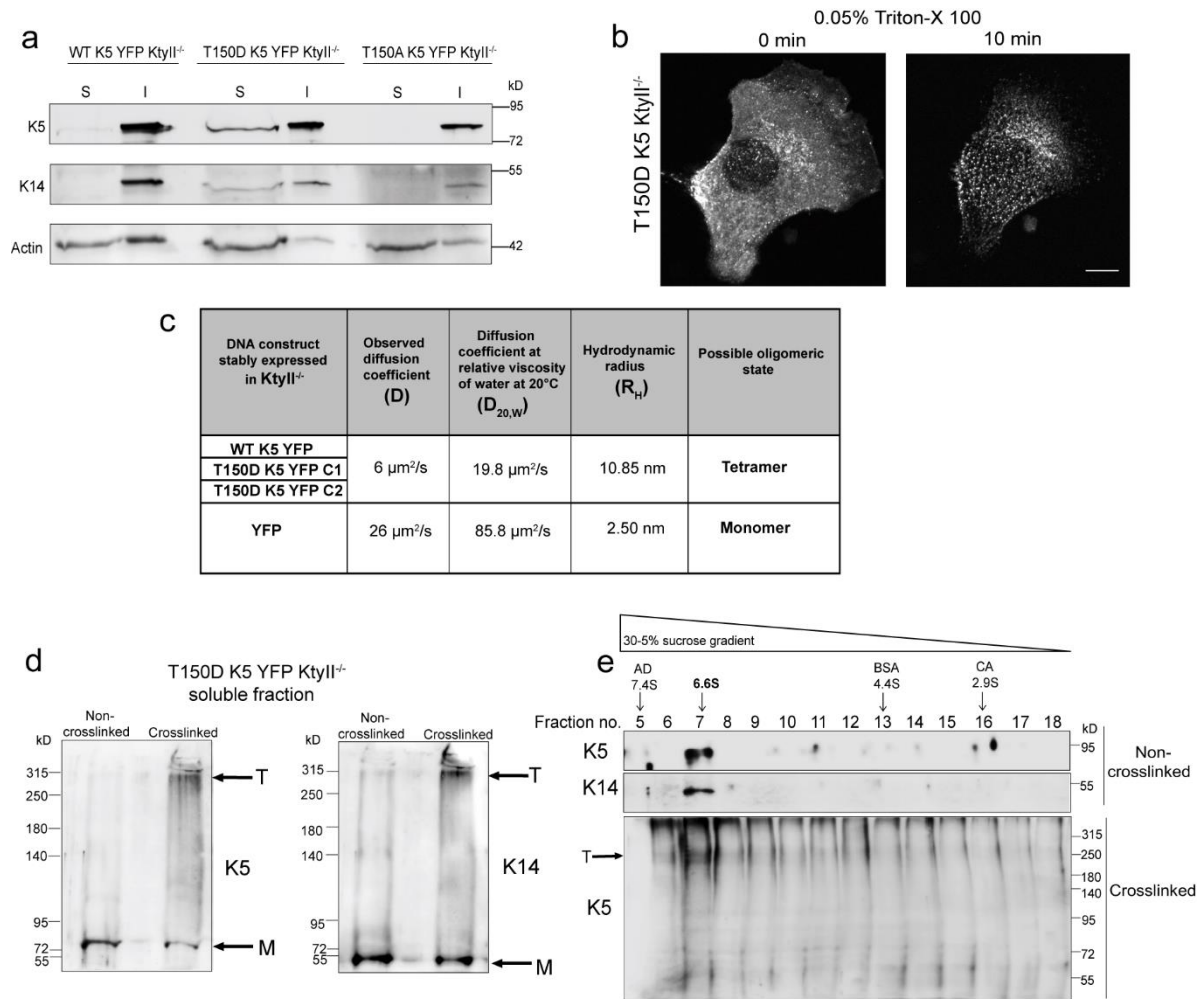 a
WT K5 YFP KtyII-/- T150D K5 YFP KtyII-/- T150A K5 YFP KtyII-/-
S I S I S I kD
K5 95
72
K14 55
Actin 42
b
0.05% Triton-X 100
0 min 10 min
T150D K5 KtyII-/-
c
DNA construct stably expressed in KtyII-/-
Observed diffusion coefficient (D)
Diffusion coefficient at relative viscosity of water at 20°C (D20,W)
Hydrodynamic radius (RH)
Possible oligomeric state
WT K5 YFP
T150D K5 YFP C1
T150D K5 YFP C2
6 µm²/s 19.8 µm²/s 10.85 nm Tetramer
YFP 26 µm²/s 85.8 µm²/s 2.50 nm Monomer
d
T150D K5 YFP KtyII-/-
soluble fraction
kD Non-crosslinked Crosslinked
315 T
250
180
140
K5
95
72 M
55
kD Non-crosslinked Crosslinked
315 T
250
180
140
K14
95
72
55 M
e
30-5% sucrose gradient
AD 7.4S 6.6S BSA 4.4S CA 2.9S
Fraction no. 5 6 7 8 9 10 11 12 13 14 15 16 17 18 kD
K5 95
K14 55
Non-crosslinked
315
T 250
180
140
K5
95
72
55
Crosslinked